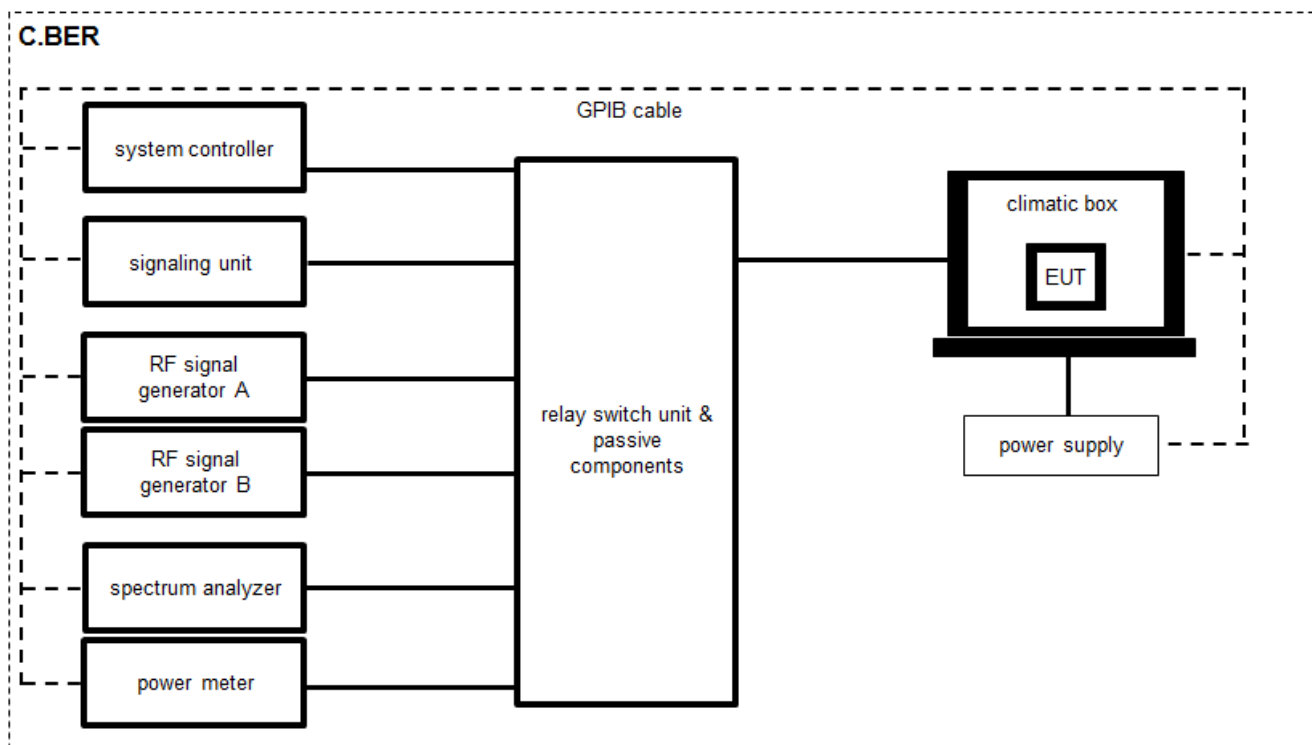 C.BER
GPIB cable
system controller
signaling unit
RF signal
generator A
RF signal
generator B
spectrum analyzer
power meter
relay switch unit &
passive
components
climatic box
EUT
power supply